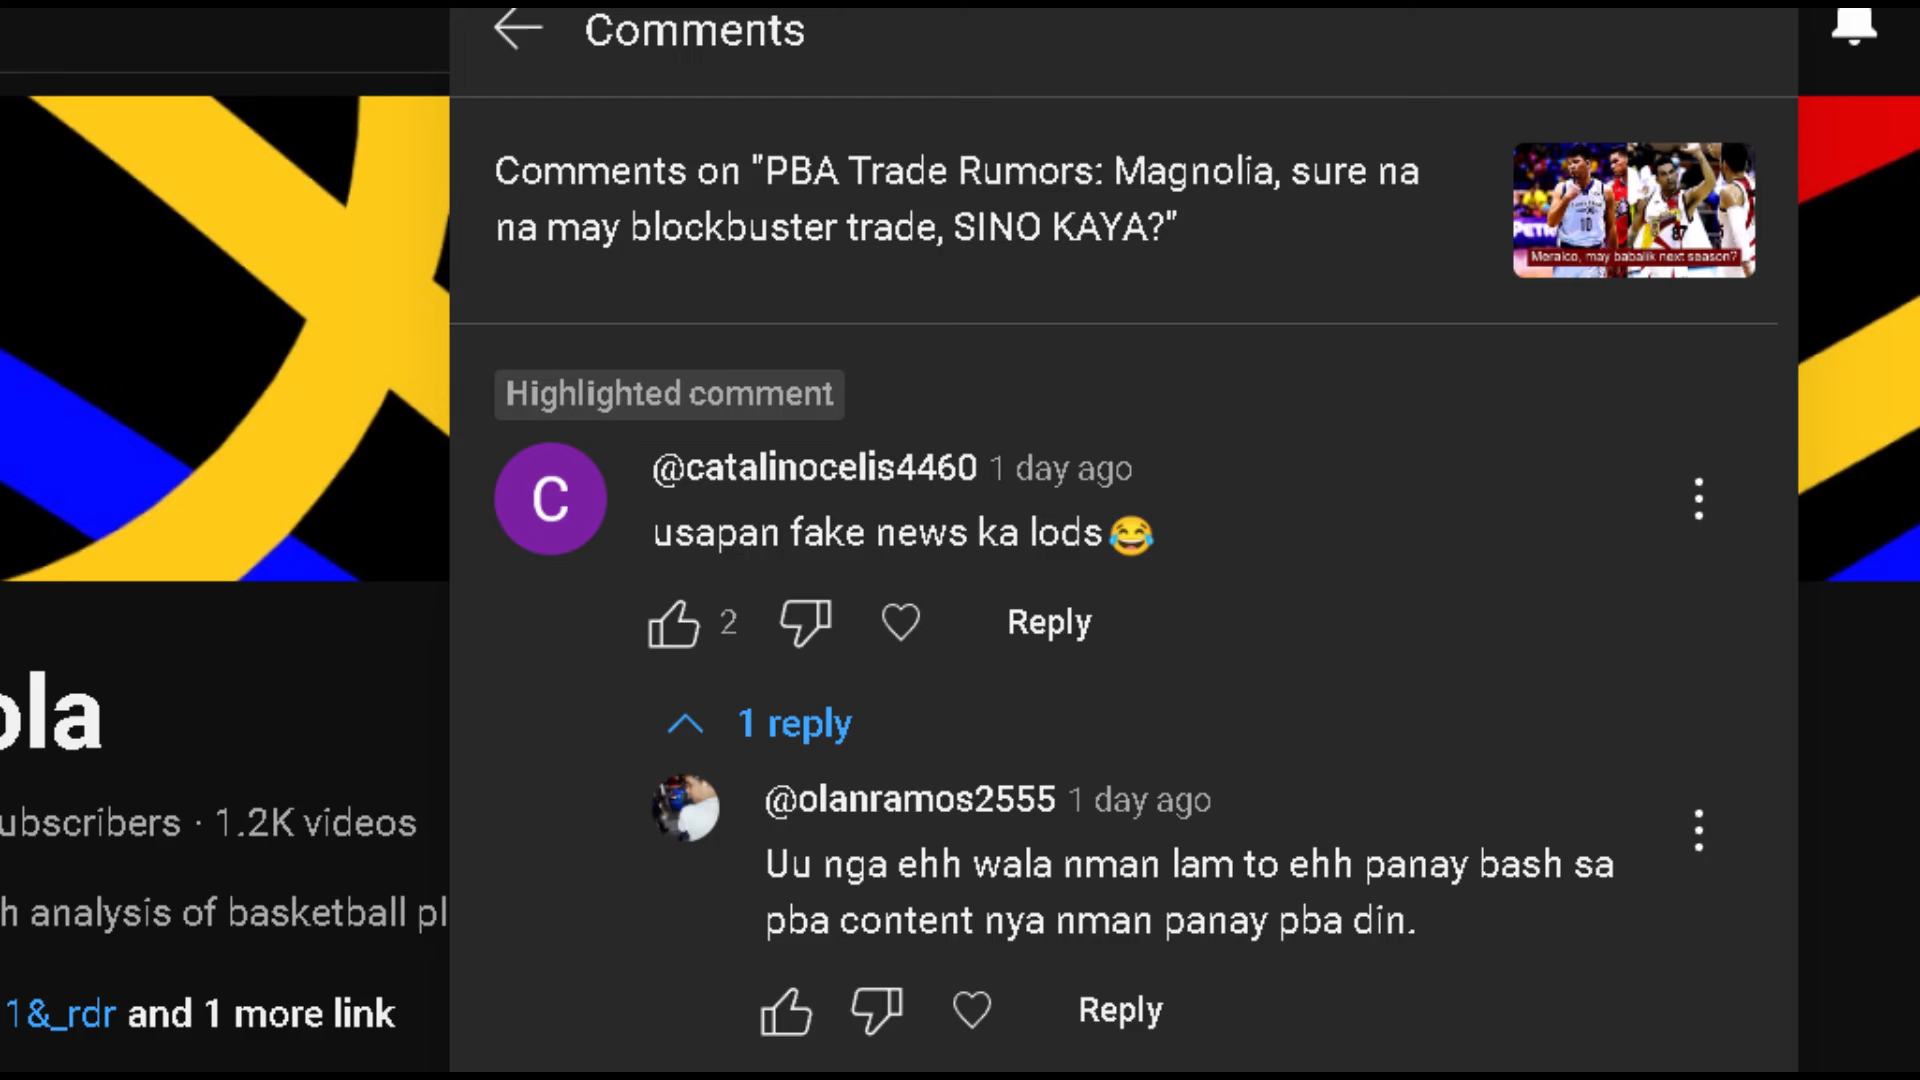 Comments
Comments on "PBA Trade Rumors: Magnolia, sure na
na may blockbuster trade, SINO KAYA?"
Meralco, may babalik next season?
10
87
Highlighted comment
C
@catalinocelis4460 1 day ago
usapan fake news ka lods😂
2
Reply
1 reply
@olanramos2555 1 day ago
Uu nga ehh wala nman lam to ehh panay bash sa
pba content nya nman panay pba din.
Reply
ola
ubscribers · 1.2K videos
h analysis of basketball pl
1&_rdr and 1 more link